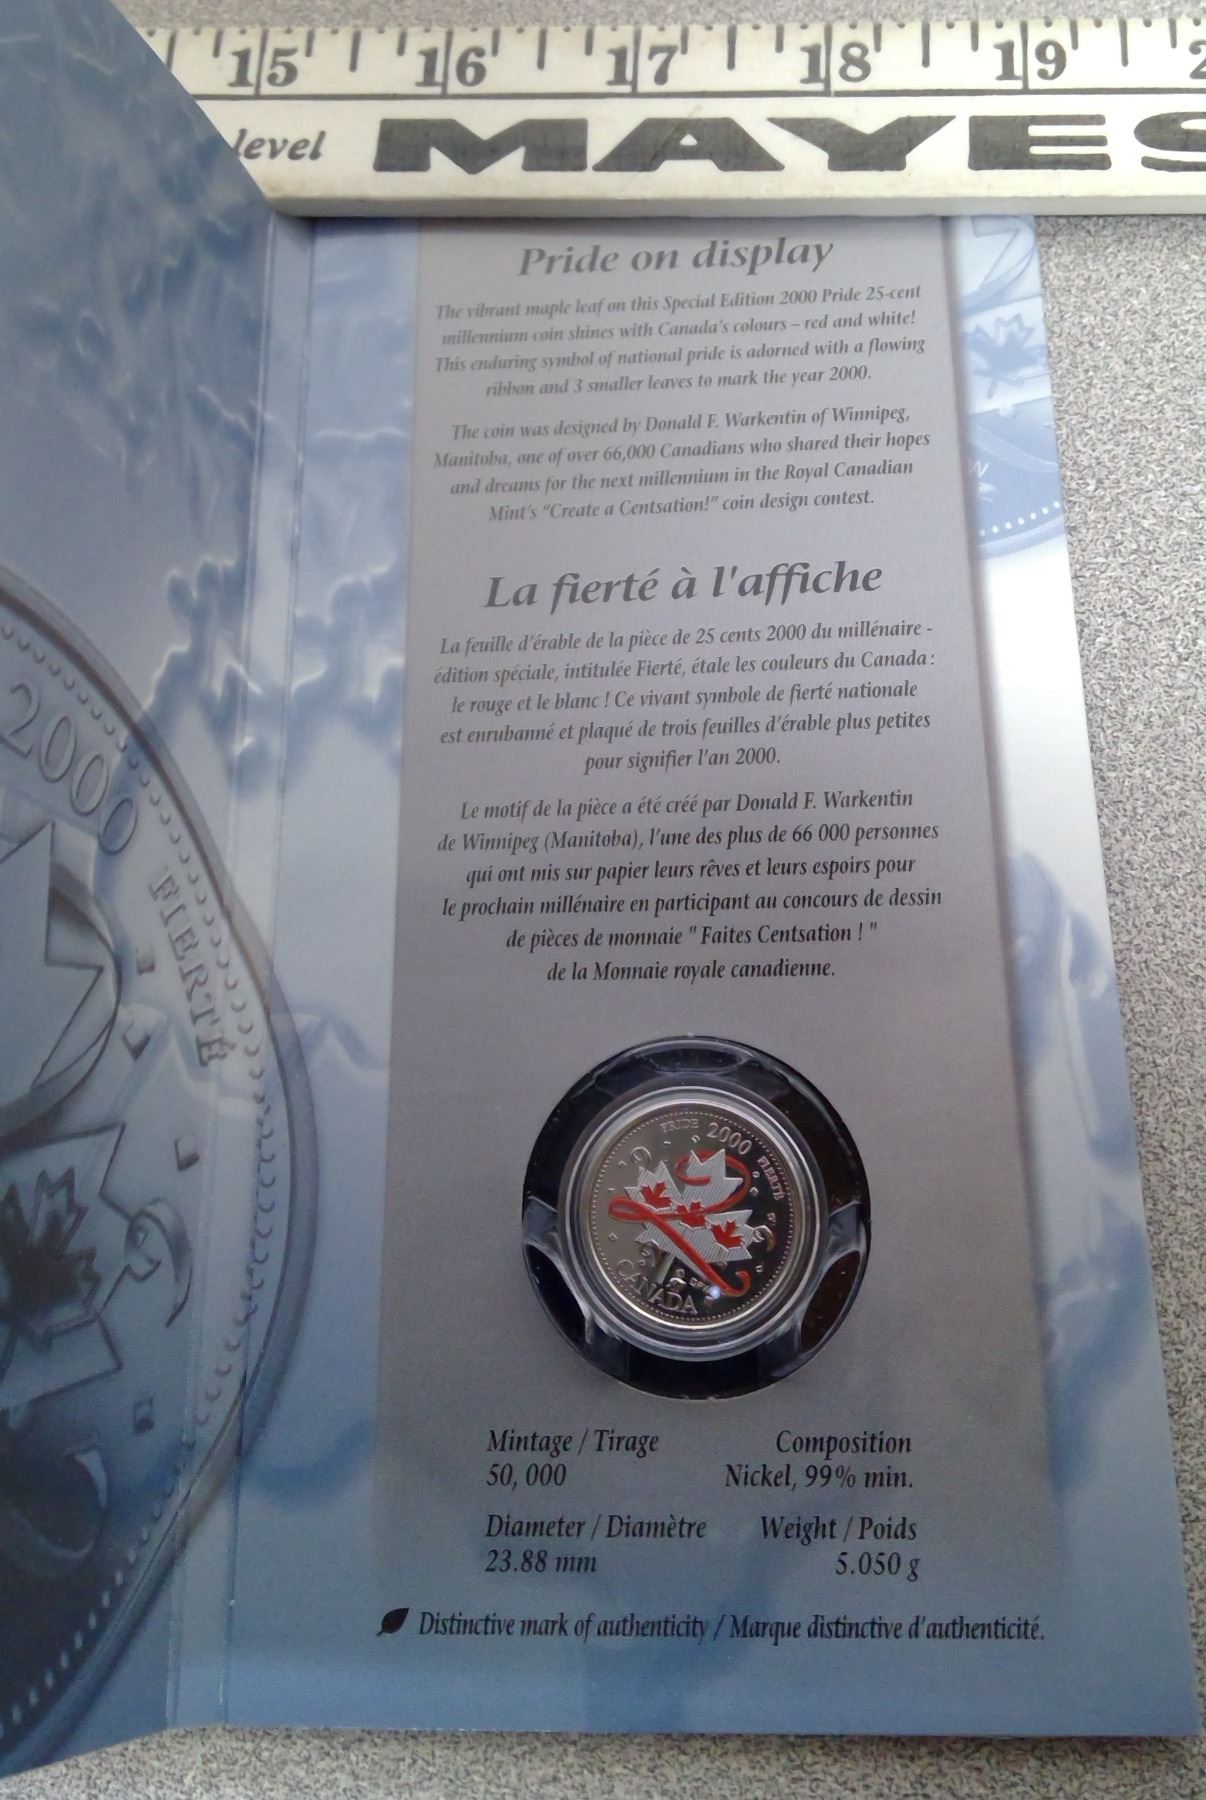 15 16 17 18 19 2
level MAYES
Pride on display
The vibrant maple leaf on this Special Edition 2000 Pride 25-cent
millennium coin shines with Canada's colours – red and white!
This enduring symbol of national pride is adorned with a flowing
ribbon and 3 smaller leaves to mark the year 2000.
The coin was designed by Donald F. Warkentin of Winnipeg,
Manitoba, one of over 66,000 Canadians who shared their hopes
and dreams for the next millennium in the Royal Canadian
Mint's "Create a Centsation!" coin design contest.
La fierté à l'affiche
La feuille d'érable de la pièce de 25 cents 2000 du millénaire -
édition spéciale, intitulée Fierté, étale les couleurs du Canada :
le rouge et le blanc ! Ce vivant symbole de fierté nationale
est enrubanné et plaqué de trois feuilles d'érable plus petites
pour signifier l'an 2000.
Le motif de la pièce a été créé par Donald F. Warkentin
de Winnipeg (Manitoba), l'une des plus de 66 000 personnes
qui ont mis sur papier leurs rêves et leurs espoirs pour
le prochain millénaire en participant au concours de dessin
de pièces de monnaie " Faites Centsation ! "
de la Monnaie royale canadienne.
2000
FIERTÉ
PRIDE 2000 FIERTÉ
CANADA
Mintage / Tirage
50, 000
Composition
Nickel, 99% min.
Diameter / Diamètre
23.88 mm
Weight / Poids
5.050 g
Distinctive mark of authenticity / Marque distinctive d'authenticité.